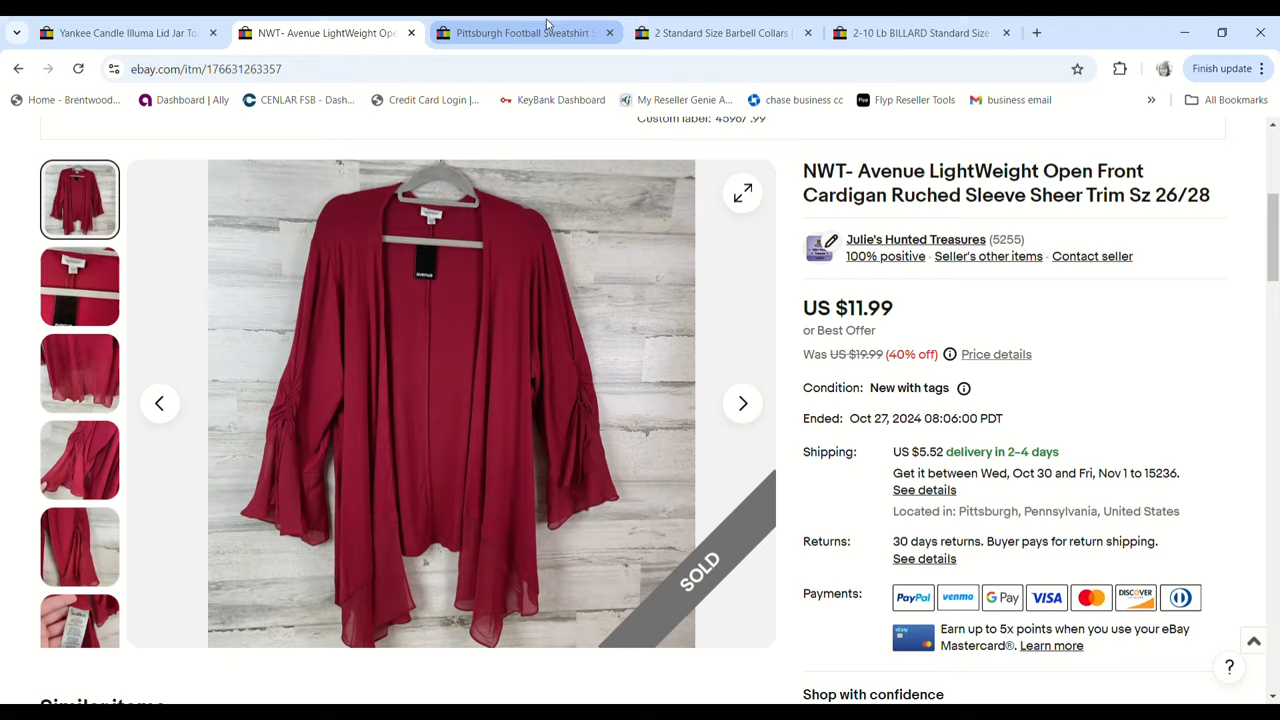 Yankee Candle Illuma Lid Jar To
NWT- Avenue LightWeight Ope
Pittsburgh Football Sweatshirt S
2 Standard Size Barbell Collars |
2-10 Lb BILLARD Standard Size
ebay.com/itm/176631263357
Finish update
Home - Brentwood...
Dashboard | Ally
CENLAR FSB - Dash...
Credit Card Login |...
KeyBank Dashboard
My Reseller Genie A...
chase business cc
Flyp Reseller Tools
business email
All Bookmarks
Custom label: 45967 .99
NWT- Avenue LightWeight Open Front
Cardigan Ruched Sleeve Sheer Trim Sz 26/28
Julie's Hunted Treasures (5255)
100% positive · Seller's other items · Contact seller
US $11.99
or Best Offer
Was US $19.99 (40% off) Price details
Condition: New with tags
Ended: Oct 27, 2024 08:06:00 PDT
Shipping: US $5.52 delivery in 2–4 days
Get it between Wed, Oct 30 and Fri, Nov 1 to 15236.
See details
Located in: Pittsburgh, Pennsylvania, United States
Returns: 30 days returns. Buyer pays for return shipping.
See details
Payments: PayPal venmo G Pay VISA MasterCard DISCOVER
ebay Earn up to 5x points when you use your eBay
Mastercard®. Learn more
Shop with confidence
avenue
SOLD
Similar items